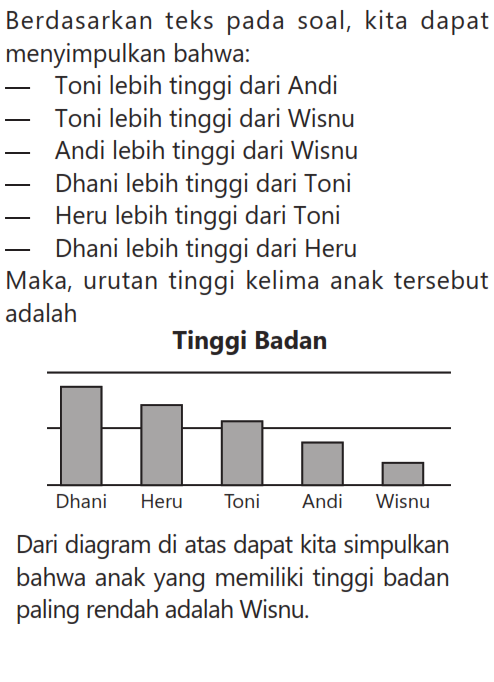 Berdasarkan teks pada soal, kita dapat
menyimpulkan bahwa:
— Toni lebih tinggi dari Andi
— Toni lebih tinggi dari Wisnu
— Andi lebih tinggi dari Wisnu
— Dhani lebih tinggi dari Toni
— Heru lebih tinggi dari Toni
— Dhani lebih tinggi dari Heru
Maka, urutan tinggi kelima anak tersebut
adalah
Tinggi Badan
Dhani Heru Toni Andi Wisnu
Dari diagram di atas dapat kita simpulkan
bahwa anak yang memiliki tinggi badan
paling rendah adalah Wisnu.